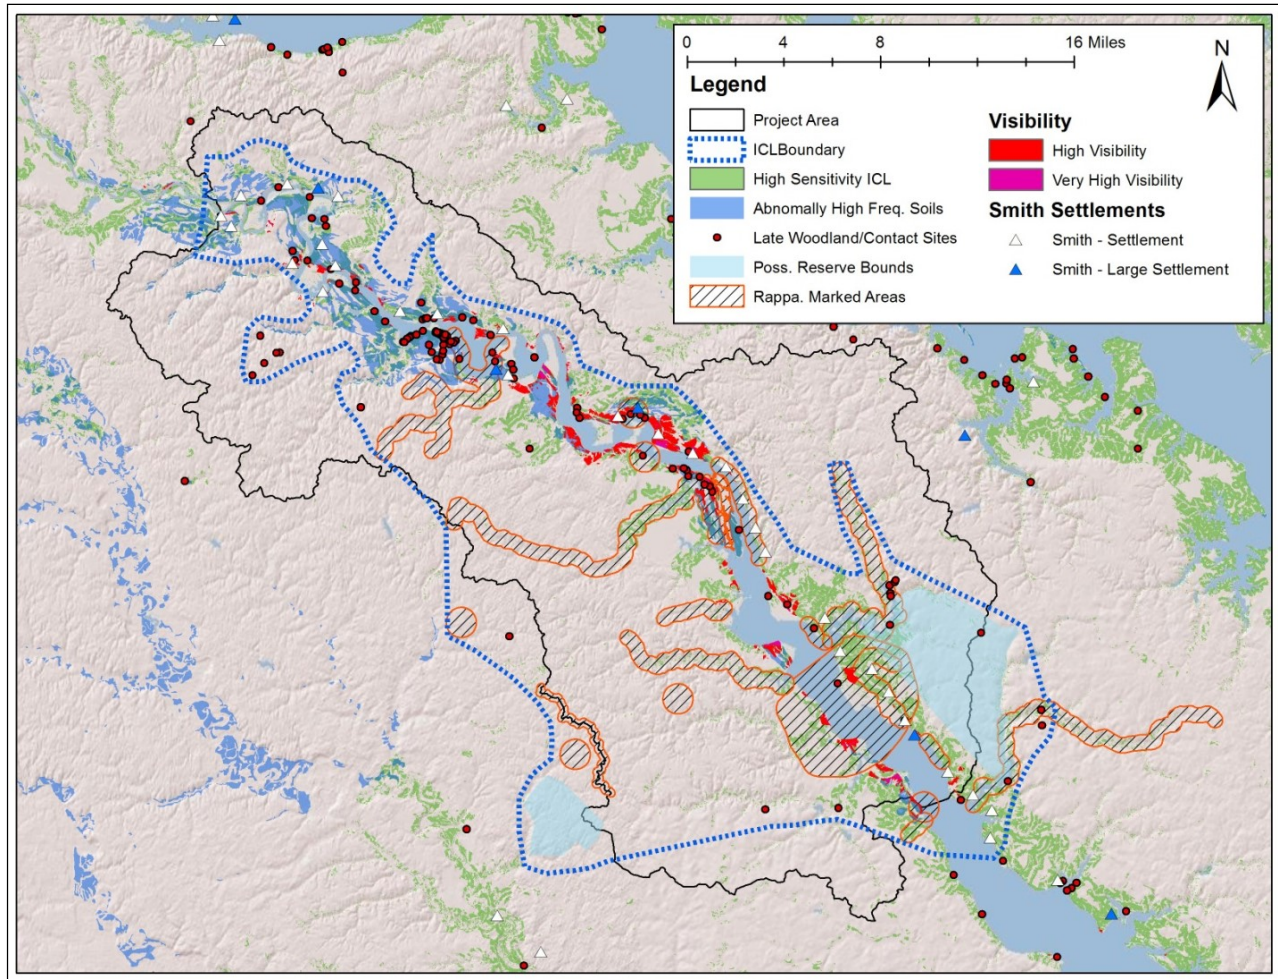 0 4 8 16 Miles
N
Legend
Project Area
ICLBoundary
High Sensitivity ICL
Abnomally High Freq. Soils
Late Woodland/Contact Sites
Poss. Reserve Bounds
Rappa. Marked Areas
Visibility
High Visibility
Very High Visibility
Smith Settlements
Smith - Settlement
Smith - Large Settlement